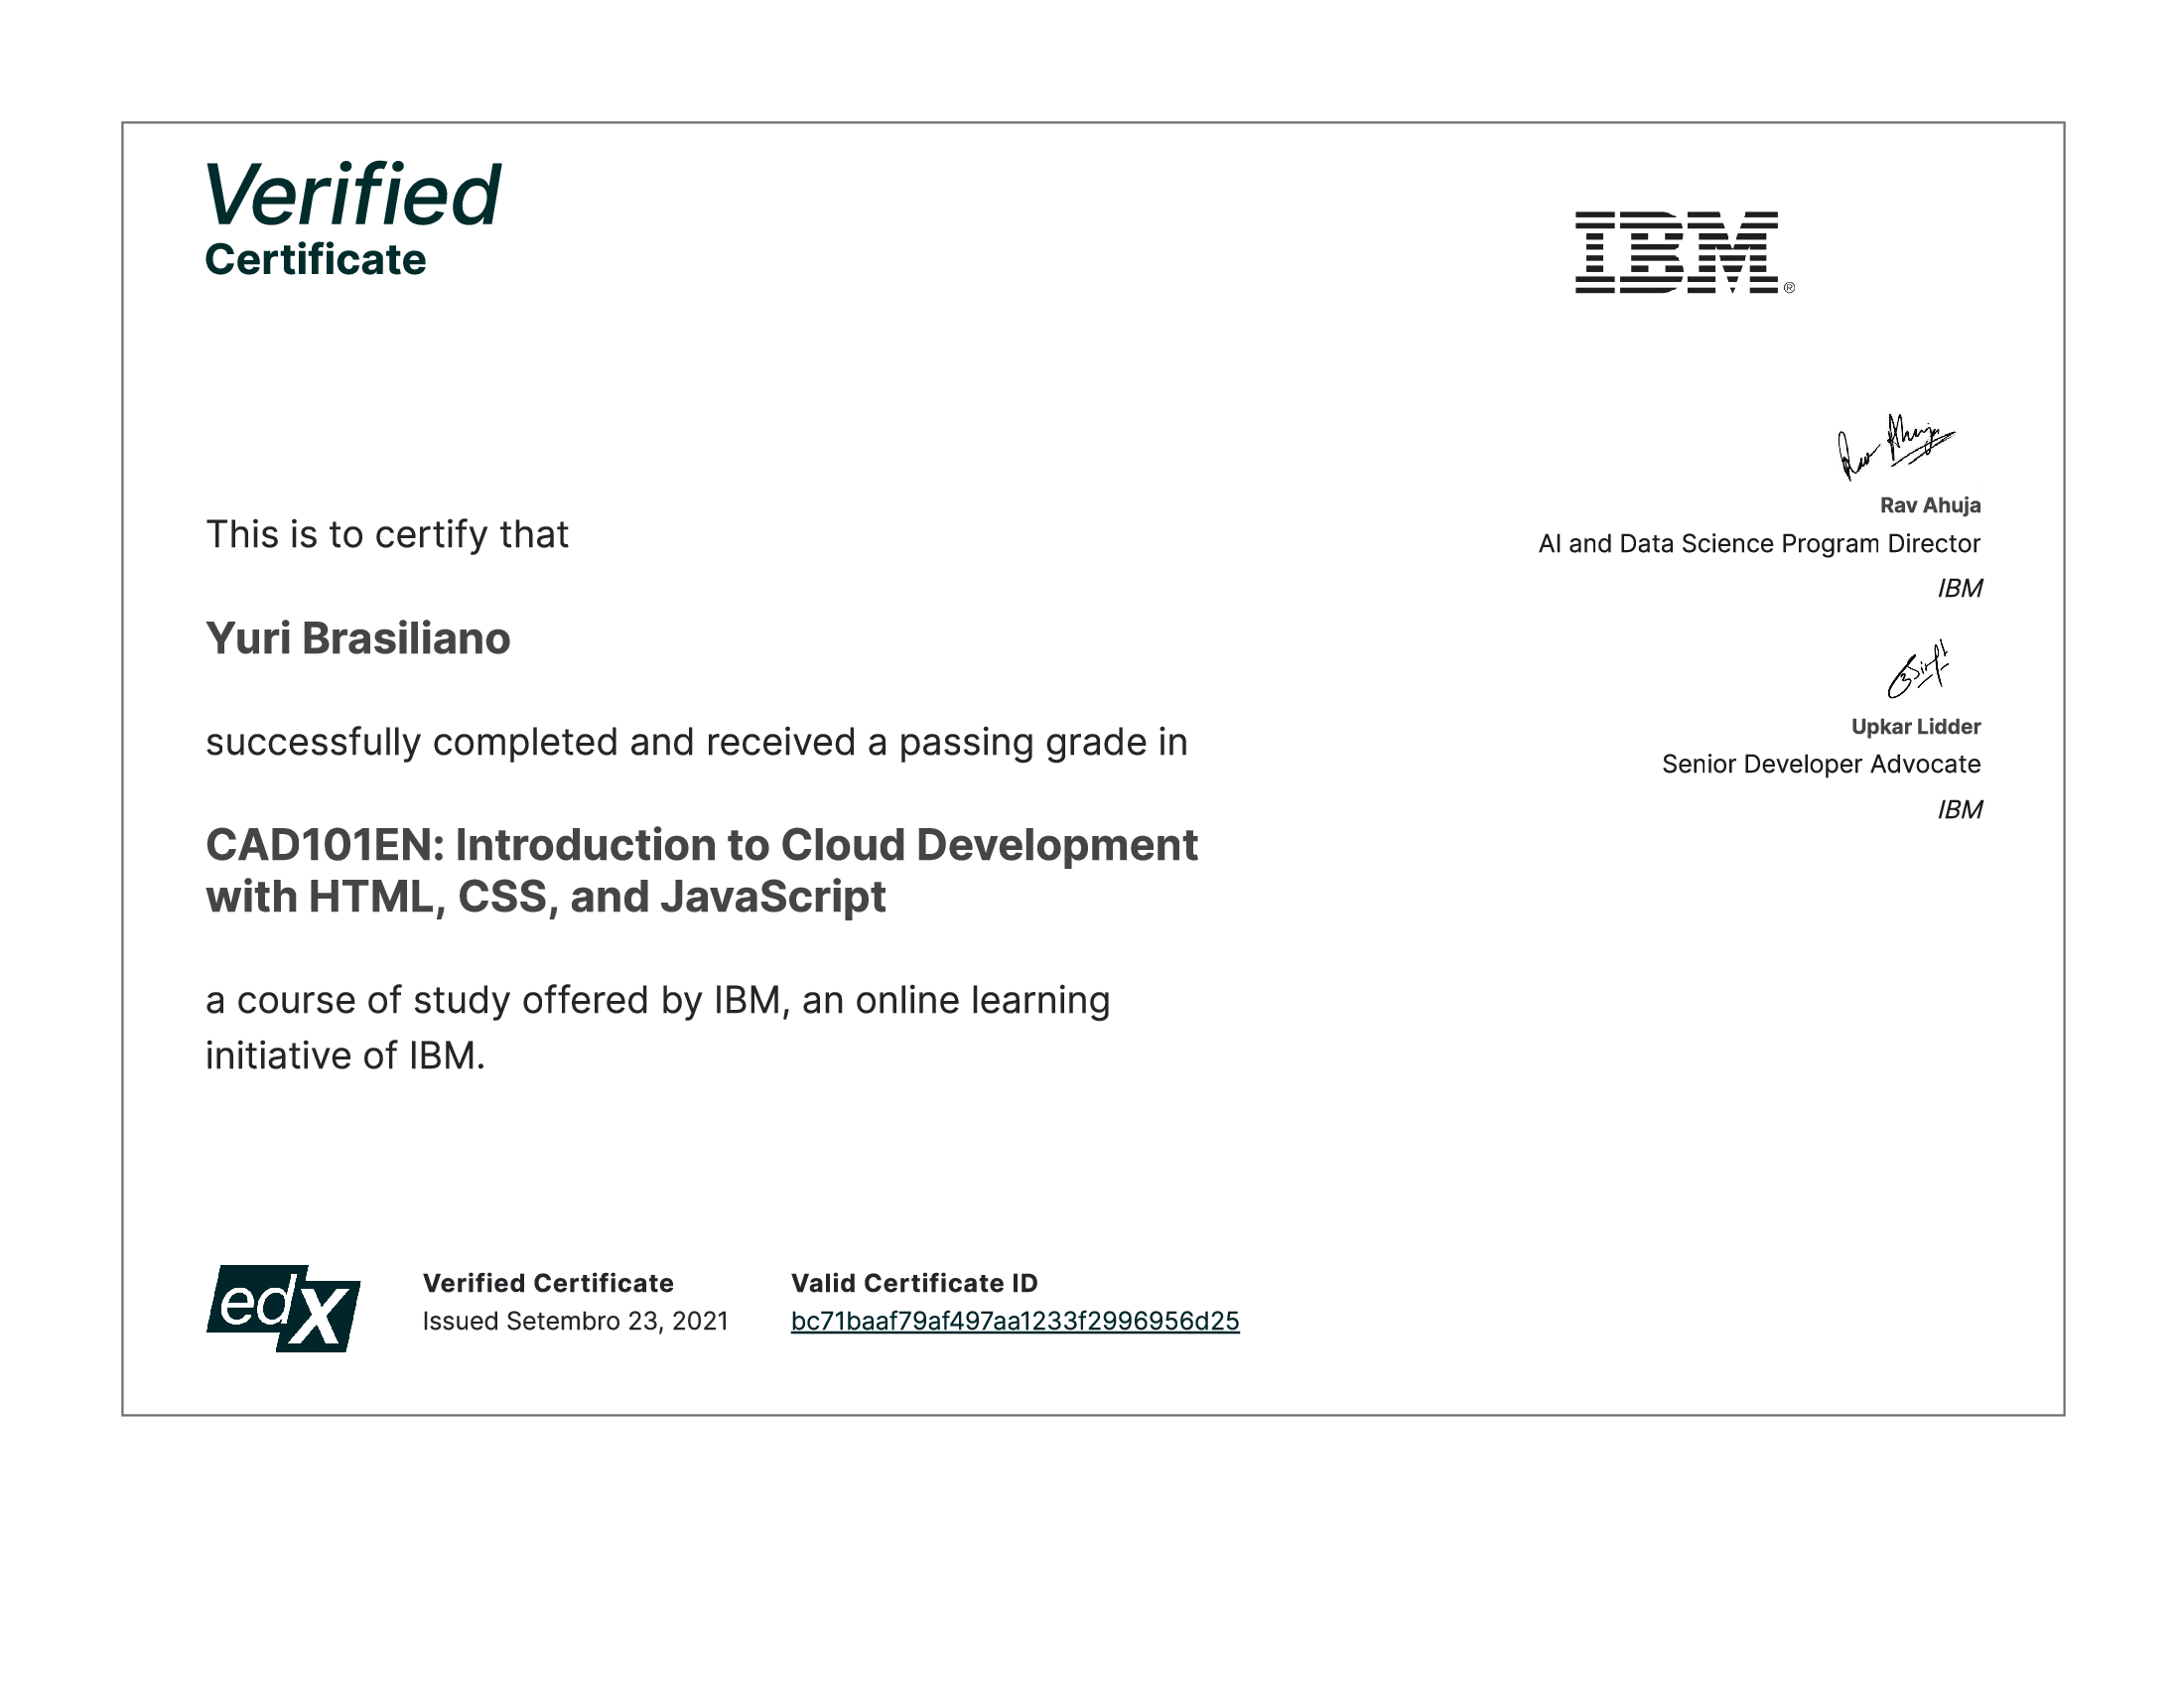 Verified
Certificate
IBM®
This is to certify that
Yuri Brasiliano
successfully completed and received a passing grade in
CAD101EN: Introduction to Cloud Development
with HTML, CSS, and JavaScript
a course of study offered by IBM, an online learning
initiative of IBM.
Rav Ahuja
Rav Ahuja
AI and Data Science Program Director
IBM
Upkar Lidder
Senior Developer Advocate
IBM
edX
Verified Certificate
Issued Setembro 23, 2021
Valid Certificate ID
bc71baaf79af497aa1233f2996956d25